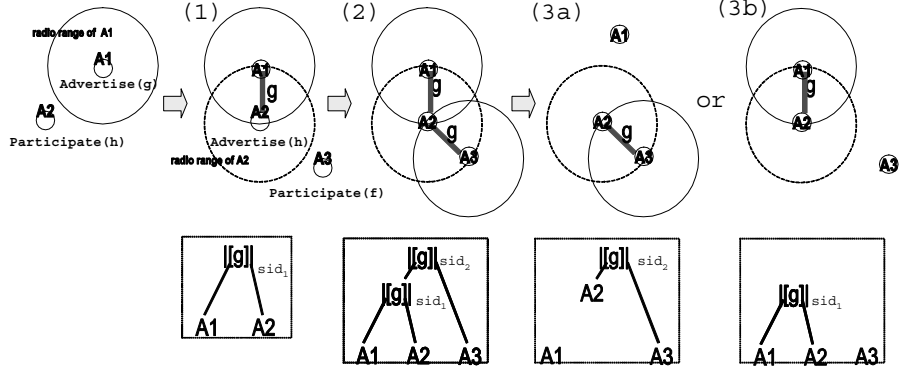 (1)
(2)
(3a)
(3b)
radio range of A1
A1
Advertise(g)
A2
Participate(h)
A1
g
A2
Advertise(h)
radio range of A2
A3
Participate(f)
A1
g
A2
g
A3
A1
A2
g
A3
or
A1
g
A2
A3
|[g]| sid1
A1 A2
|[g]| sid2
|[g]| sid1
A1 A2 A3
|[g]| sid2
A2
A1 A3
|[g]| sid1
A1 A2 A3